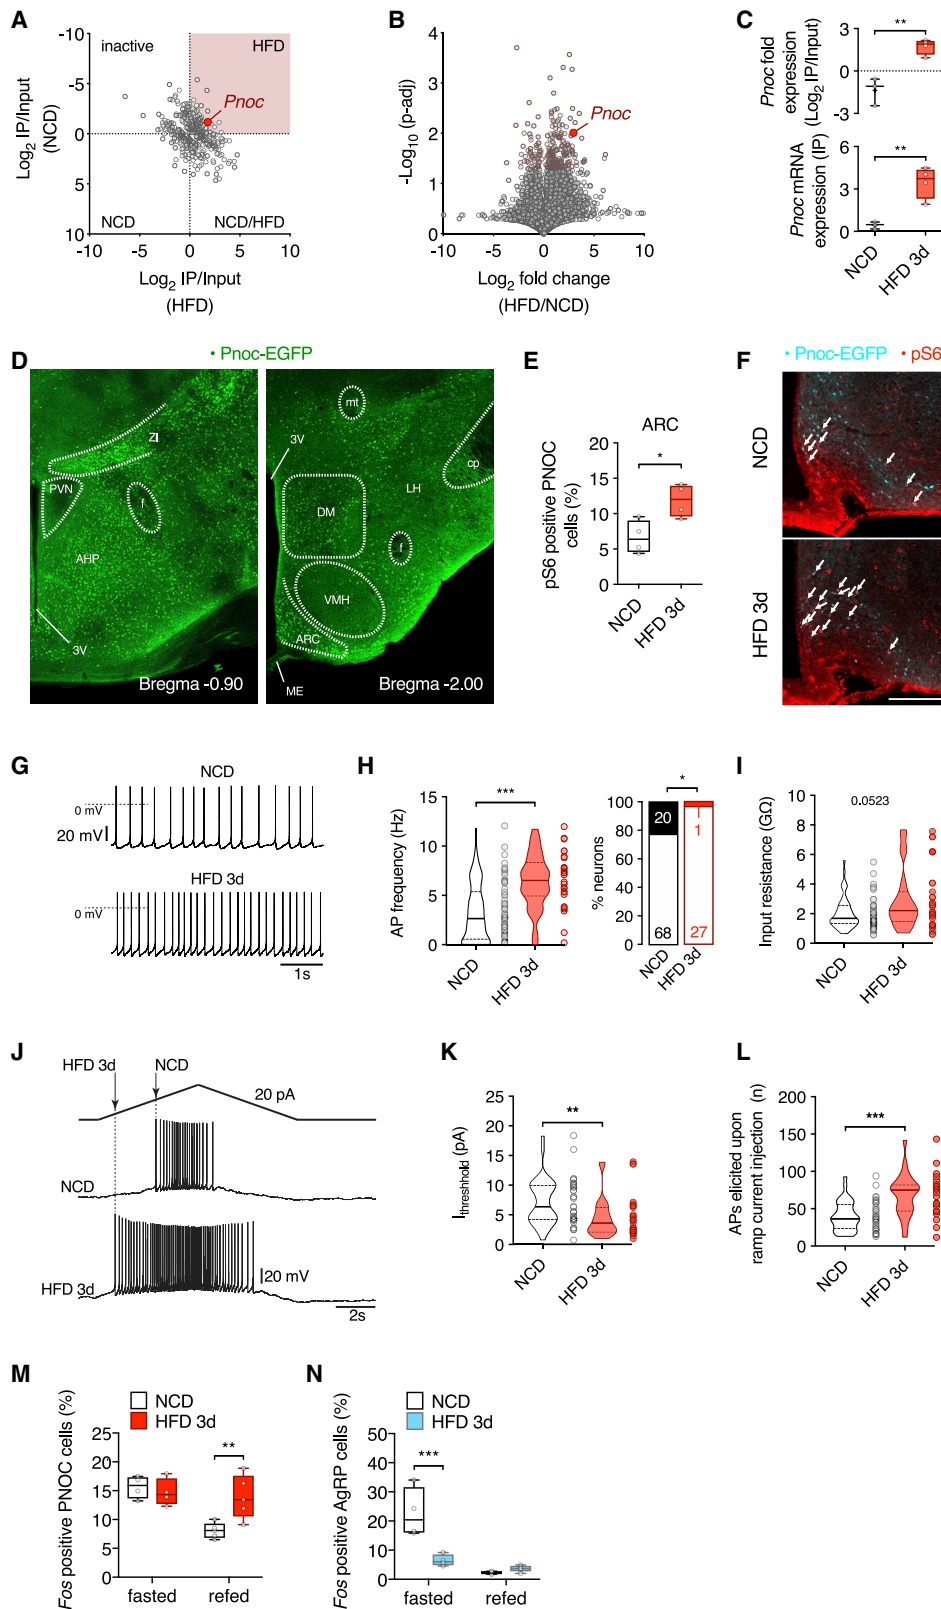 A
-10
-5
0
5
10
Log2 IP/Input
(NCD)
inactive
HFD
Pnoc
NCD
NCD/HFD
-10 -5 0 5 10
Log2 IP/Input
(HFD)
B
4
3
2
1
0
-Log10 (p-adj)
Pnoc
-10 -5 0 5 10
Log2 fold change
(HFD/NCD)
C
Pnoc fold
expression
(Log2 IP/Input)
3
0
-3
**
Pnoc mRNA
expression (IP)
6
3
0
**
NCD
HFD 3d
D
• Pnoc-EGFP
ZI
PVN
f
AHP
3V
Bregma -0.90
mt
3V
cp
LH
DM
f
VMH
ARC
ME
Bregma -2.00
E
ARC
pS6 positive PNOC
cells (%)
20
15
10
5
0
*
NCD
HFD 3d
F
• Pnoc-EGFP • pS6
NCD
HFD 3d
G
NCD
0 mV
20 mV
HFD 3d
0 mV
1s
H
AP frequency (Hz)
15
10
5
0
***
NCD
HFD 3d
% neurons
100
80
60
40
20
0
*
20
1
68
27
NCD
HFD 3d
I
Input resistance (GΩ)
10
8
6
4
2
0
0.0523
NCD
HFD 3d
J
HFD 3d
NCD
20 pA
NCD
HFD 3d
20 mV
2s
K
Ithreshhold (pA)
25
20
15
10
5
0
**
NCD
HFD 3d
L
APs elicited upon
ramp current injection (n)
200
150
100
50
0
***
NCD
HFD 3d
M
NCD
HFD 3d
Fos positive PNOC cells (%)
25
20
15
10
5
0
**
fasted refed
N
NCD
HFD 3d
Fos positive AgRP cells (%)
50
40
30
20
10
0
***
fasted refed